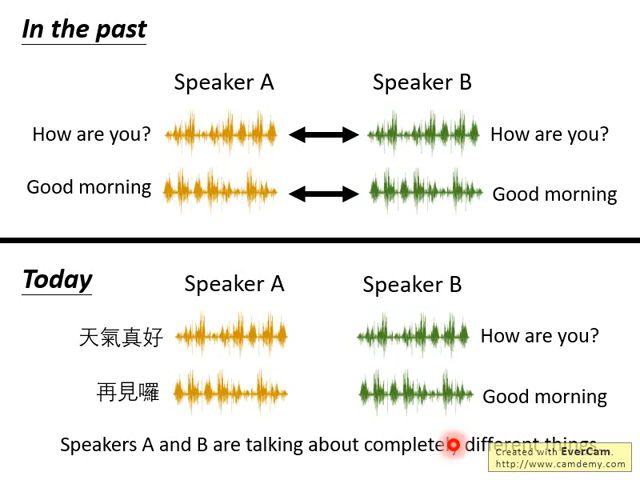 In the past
Speaker A Speaker B
How are you? How are you?
Good morning Good morning
Today
Speaker A Speaker B
天氣真好 How are you?
再見囉 Good morning
Speakers A and B are talking about completely different things.
Created with EverCam.
http://www.camdemy.com